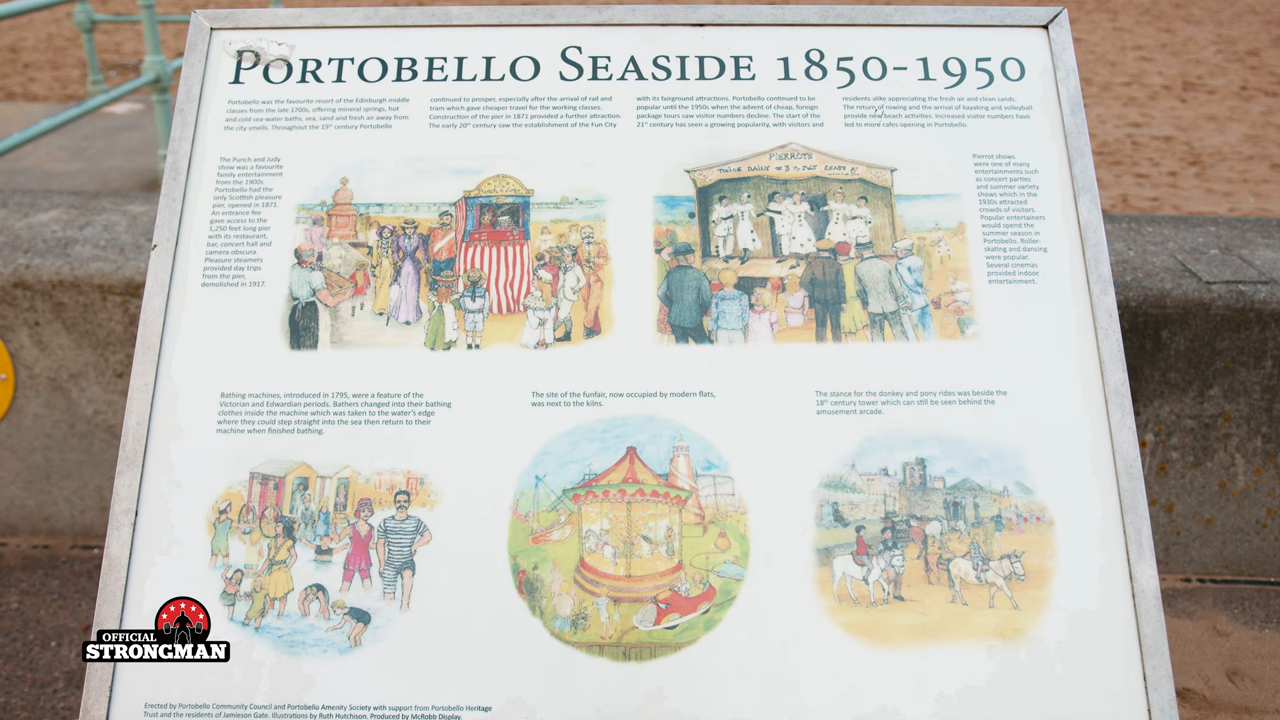 PORTOBELLO SEASIDE 1850-1950
Portobello was the favourite resort of the Edinburgh middle
classes from the late 1700s, offering mineral springs, hot
and cold sea-water baths, sea, sand and fresh air away from
the city smells. Throughout the 19th century Portobello
continued to prosper, especially after the arrival of rail and
tram which gave cheaper travel for the working classes.
Construction of the pier in 1871 provided a further attraction.
The early 20th century saw the establishment of the Fun City
with its fairground attractions. Portobello continued to be
popular until the 1950s when the advent of cheap, foreign
package tours saw visitor numbers decline. The start of the
21st century has seen a growing popularity, with visitors and
residents alike appreciating the fresh air and clean sands.
The return of rowing and the arrival of kayaking and volleyball
provide new beach activities. Increased visitor numbers have
led to more cafes opening in Portobello.
The Punch and Judy
show was a favourite
family entertainment
from the 1900s.
Portobello had the
only Scottish pleasure
pier, opened in 1871.
An entrance fee
gave access to the
1,250 feet long pier
with its restaurant,
bar, concert hall and
camera obscura.
Pleasure steamers
provided day trips
from the pier,
demolished in 1917.
Punch & Judy
PIERROTS
TWICE DAILY
SEATS
Pierrot shows
were one of many
entertainments such
as concert parties
and summer variety
shows which in the
1930s attracted
crowds of visitors.
Popular entertainers
would spend the
summer season in
Portobello. Roller-
skating and dancing
were popular.
Several cinemas
provided indoor
entertainment.
Bathing machines, introduced in 1795, were a feature of the
Victorian and Edwardian periods. Bathers changed into their bathing
clothes inside the machine which was taken to the water's edge
where they could step straight into the sea then return to their
machine when finished bathing.
The site of the funfair, now occupied by modern flats,
was next to the kilns.
The stance for the donkey and pony rides was beside the
18th century tower which can still be seen behind the
amusement arcade.
OFFICIAL
STRONGMAN
Erected by Portobello Community Council and Portobello Amenity Society with support from Portobello Heritage
Trust and the residents of Jamieson Gate. Illustrations by Ruth Hutchison. Produced by McRobb Display.